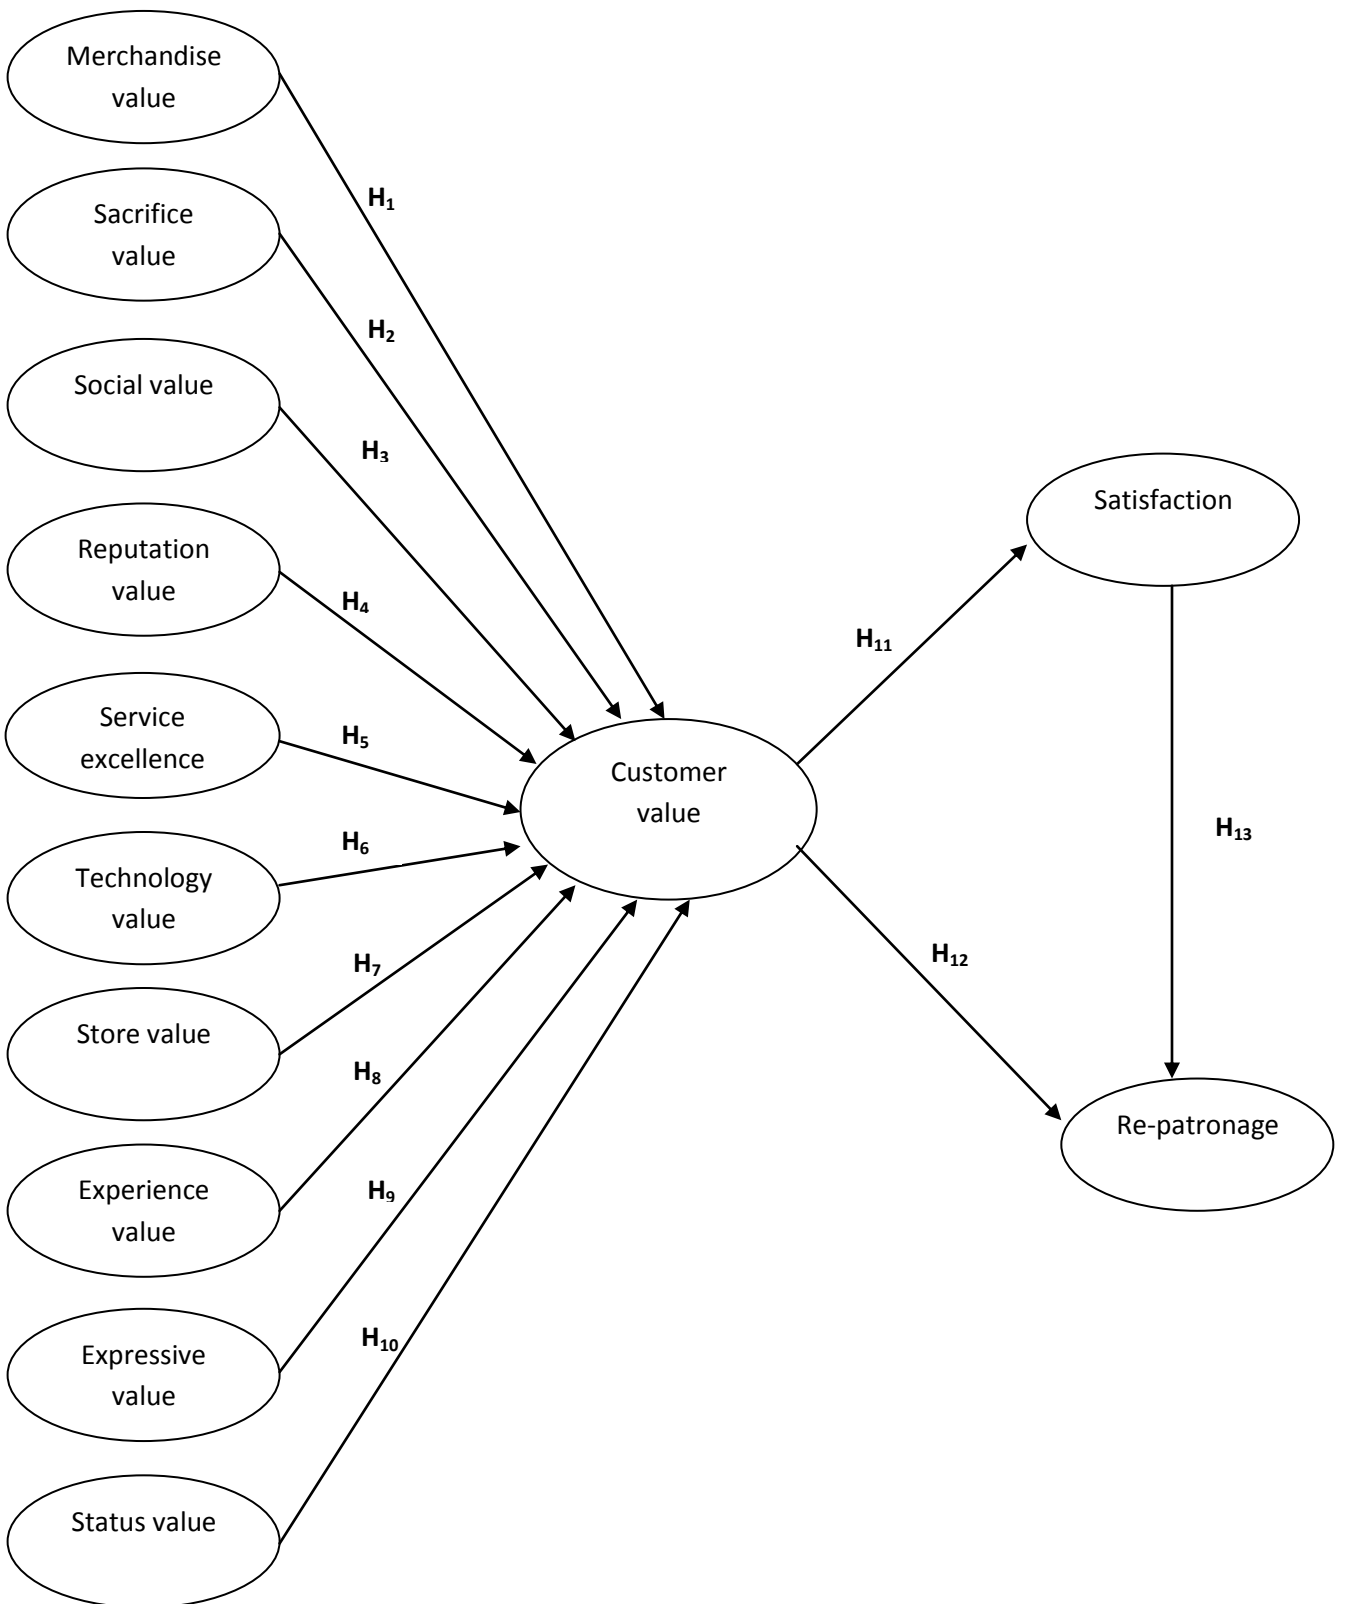 Merchandise
value
H₁
Sacrifice
value
H₂
Social value
H₃
Reputation
value
H₄
Service
excellence
H₅
Technology
value
H₆
Store value
H₇
Experience
value
H₈
Expressive
value
H₉
Status value
H₁₀
Customer
value
H₁₁
Satisfaction
H₁₂
H₁₃
Re-patronage